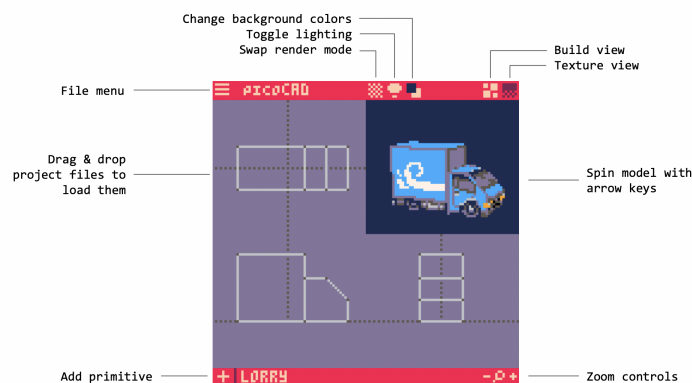 Change background colors
Toggle lighting
Swap render mode
Build view
Texture view
File menu
picoCAD
Drag & drop
project files to
load them
Spin model with
arrow keys
Add primitive
LORRY
Zoom controls